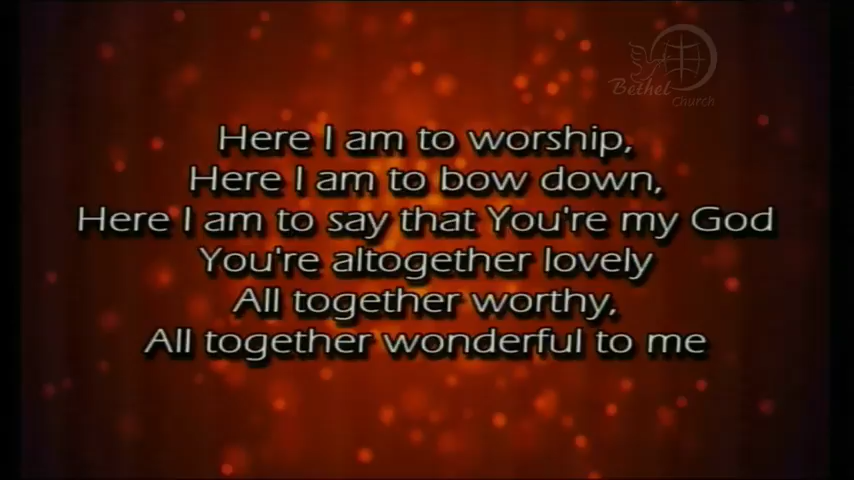 Bethel
Church
Here I am to worship,
Here I am to bow down,
Here I am to say that You're my God
You're altogether lovely
All together worthy,
All together wonderful to me